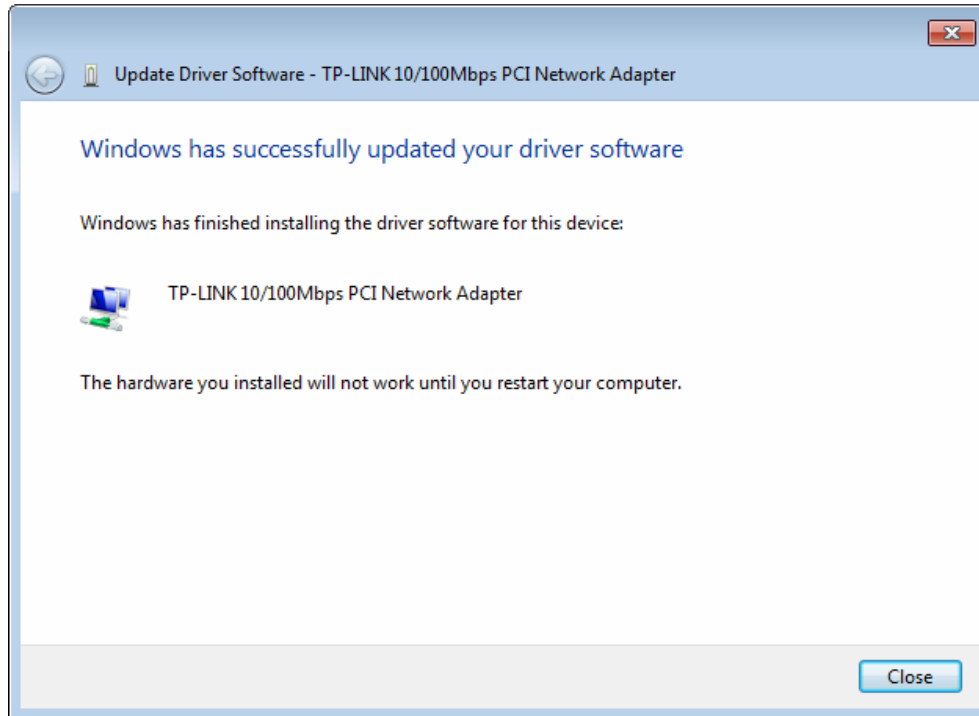 Update Driver Software - TP-LINK 10/100Mbps PCI Network Adapter
Windows has successfully updated your driver software
Windows has finished installing the driver software for this device:
TP-LINK 10/100Mbps PCI Network Adapter
The hardware you installed will not work until you restart your computer.
Close